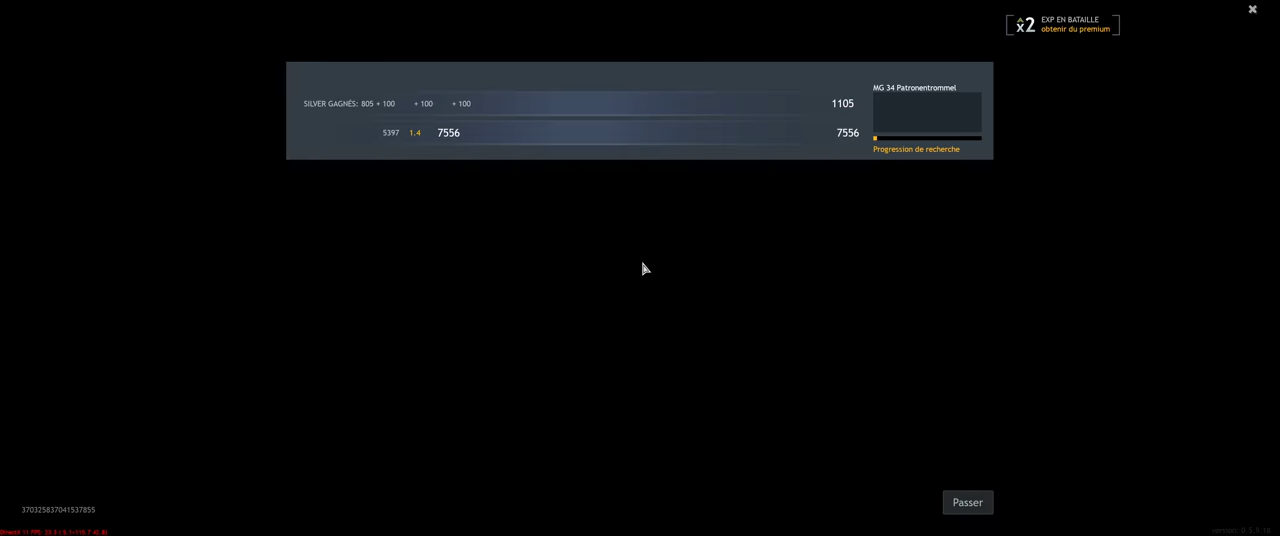 x2 EXP EN BATAILLE
obtenir du premium
MG 34 Patronentrommel
SILVER GAGNÉS: 805 + 100 + 100 + 100 1105
5397 1.4 7556 7556
Progression de recherche
Passer
370325837041537855